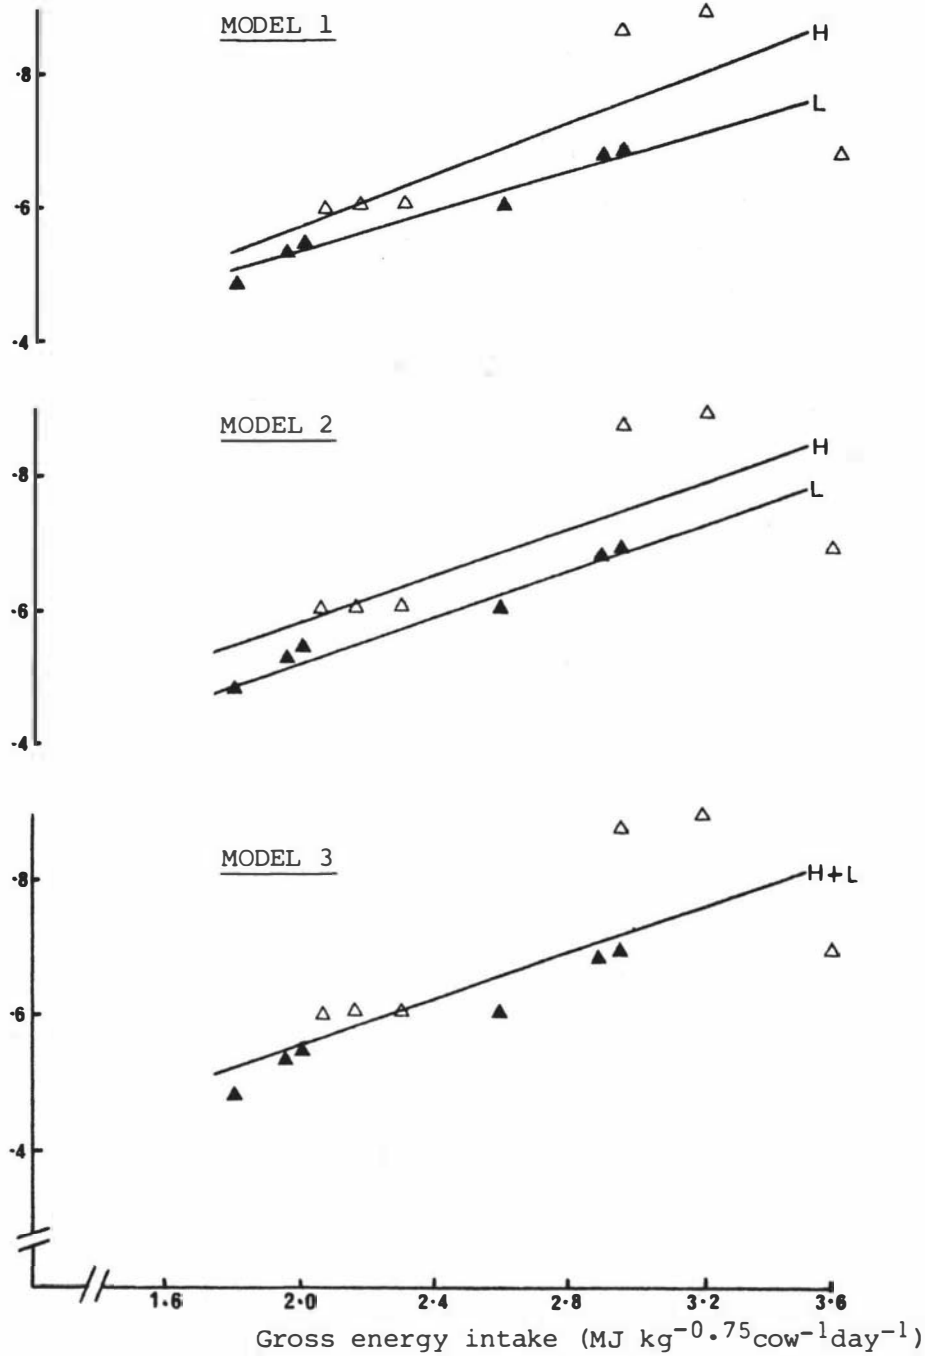 MODEL 1
H
L
·8
·6
·4
MODEL 2
H
L
·8
·6
·4
MODEL 3
H+L
·8
·6
·4
1·6 2·0 2·4 2·8 3·2 3·6
Gross energy intake (MJ kg⁻⁰·⁷⁵cow⁻¹day⁻¹)